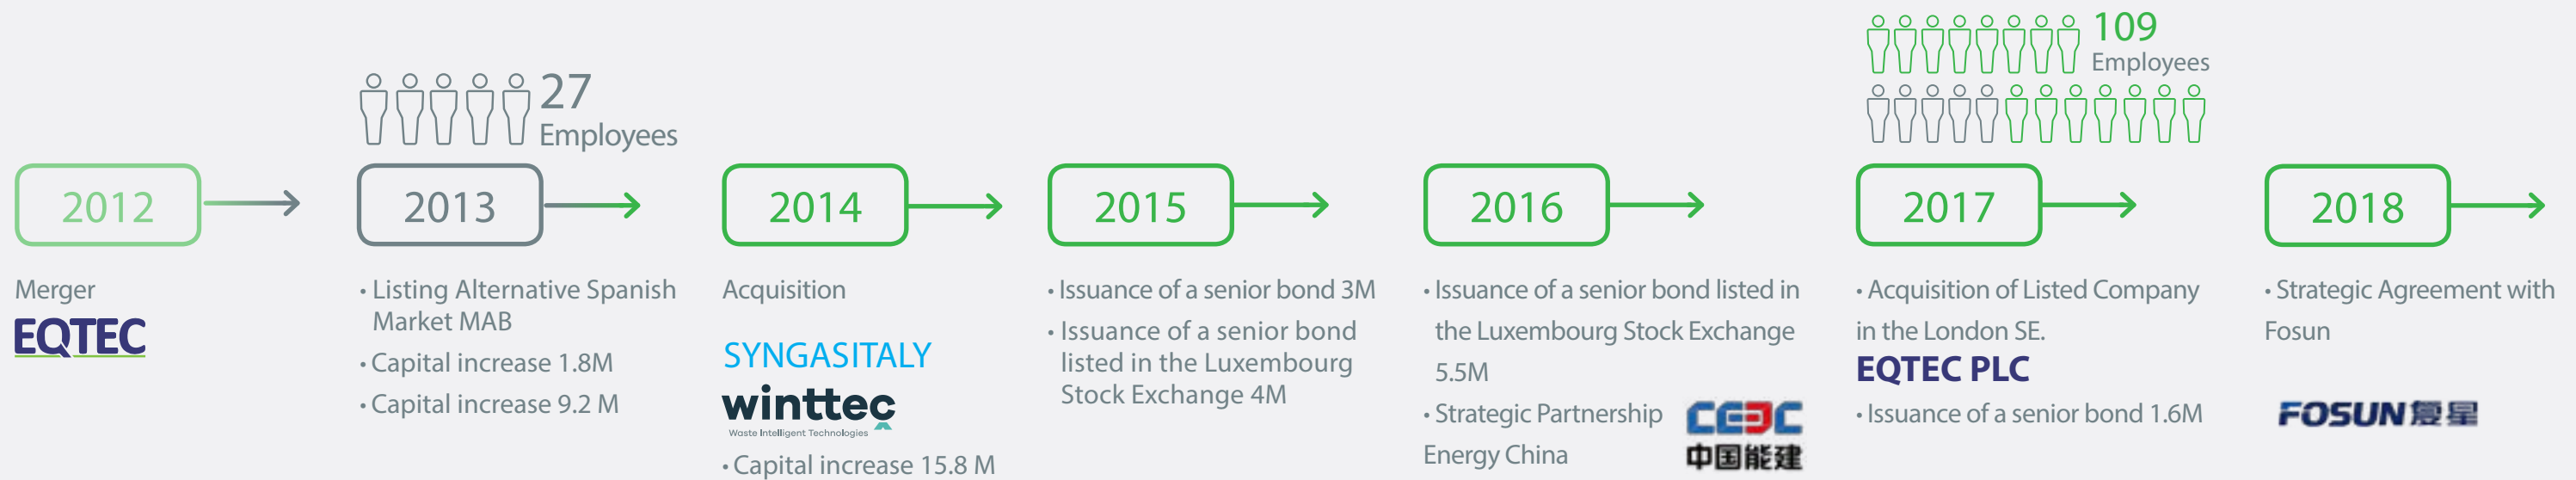 2012
Merger
EQTEC
27
Employees
2013
• Listing Alternative Spanish
Market MAB
• Capital increase 1.8M
• Capital increase 9.2 M
2014
Acquisition
SYNGASITALY
winttec
Waste Intelligent Technologies
• Capital increase 15.8 M
2015
• Issuance of a senior bond 3M
• Issuance of a senior bond
listed in the Luxembourg
Stock Exchange 4M
2016
• Issuance of a senior bond listed in
the Luxembourg Stock Exchange
5.5M
• Strategic Partnership
Energy China
CEEC
中国能建
109
Employees
2017
• Acquisition of Listed Company
in the London SE.
EQTEC PLC
• Issuance of a senior bond 1.6M
2018
• Strategic Agreement with
Fosun
FOSUN 复星